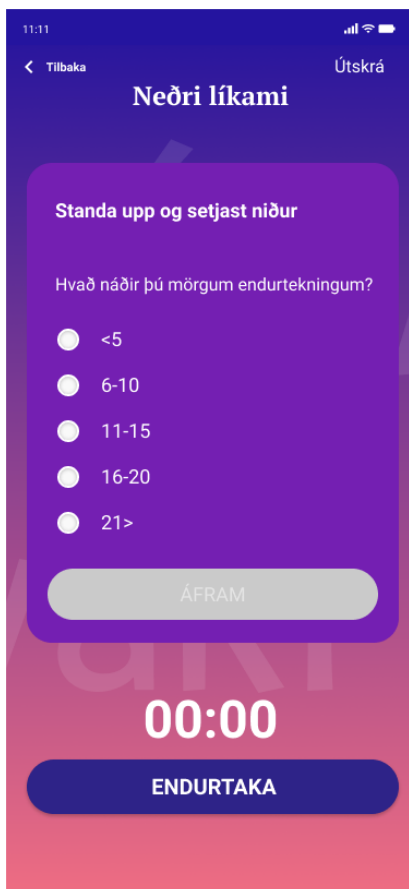 11:11
Tilbaka
Útskrá
Neðri líkami
Standa upp og setjast niður
Hvað náðir þú mörgum endurtekningum?
<5
6-10
11-15
16-20
21>
ÁFRAM
00:00
ENDURTAKA